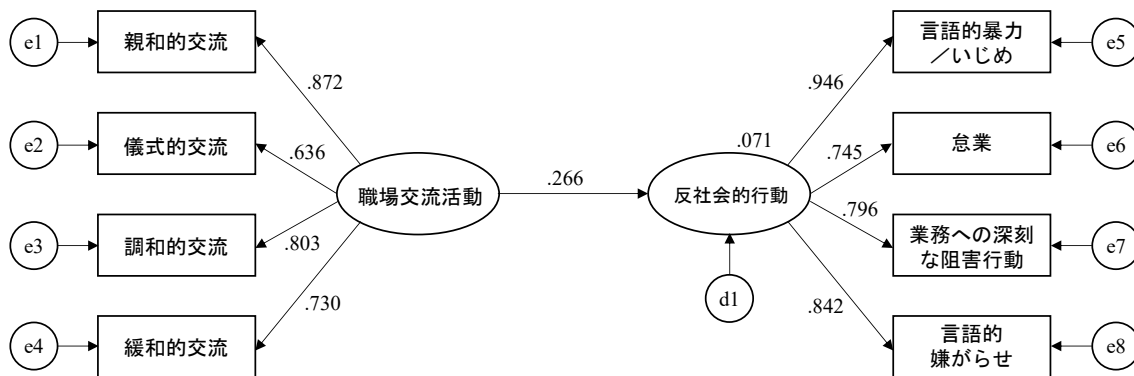 e1
親和的交流
.872
e2
儀式的交流
.636
e3
調和的交流
.803
e4
緩和的交流
.730
職場交流活動
.266
.071
反社会的行動
d1
.946
言語的暴力
／いじめ
e5
.745
怠業
e6
.796
業務への深刻
な阻害行動
e7
.842
言語的
嫌がらせ
e8